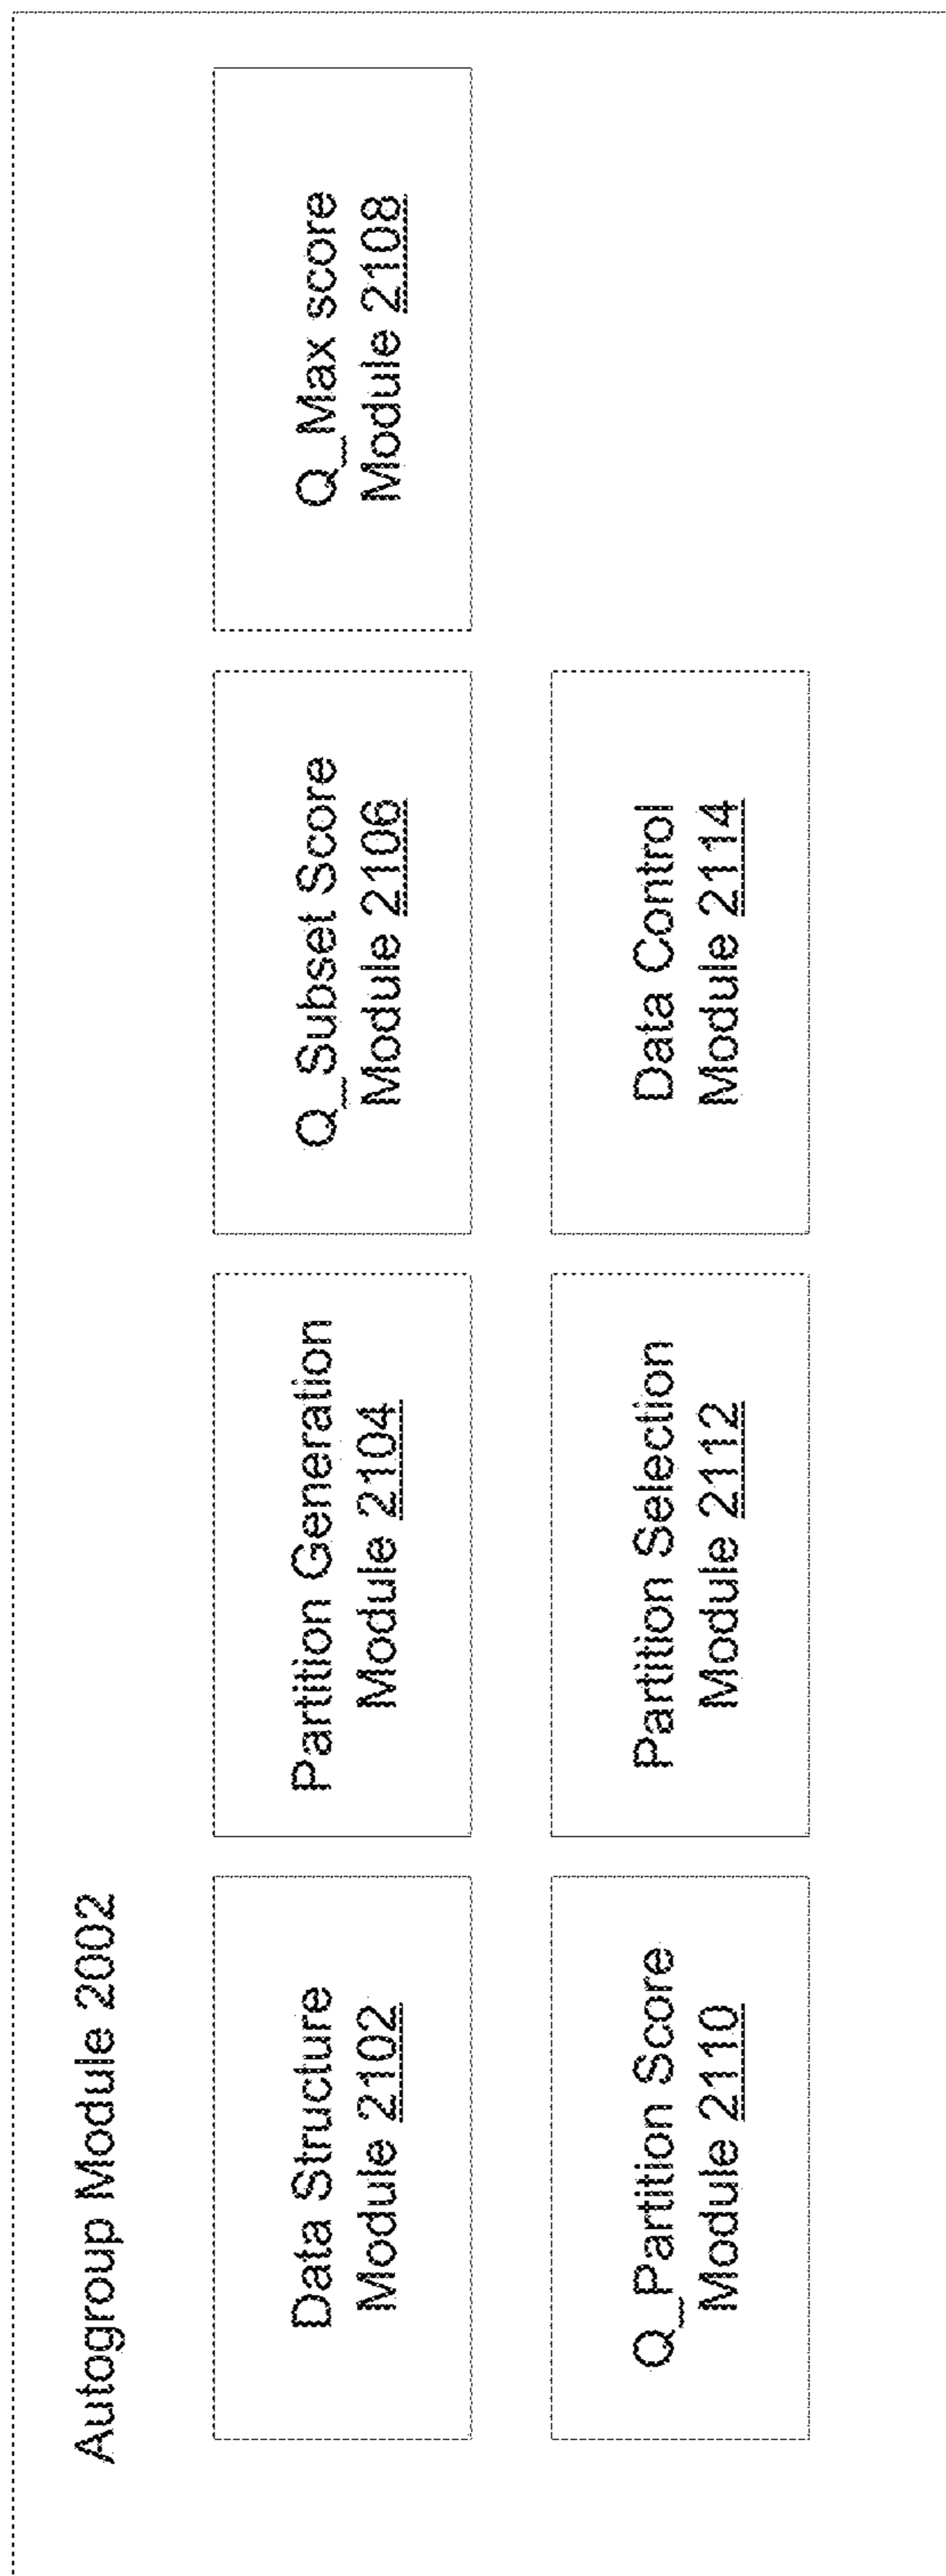 Autogroup Module 2002
Data Structure
Module 2102
Partition Generation
Module 2104
Q_Subset Score
Module 2106
Q_Max score
Module 2108
Q_Partition Score
Module 2110
Partition Selection
Module 2112
Data Control
Module 2114